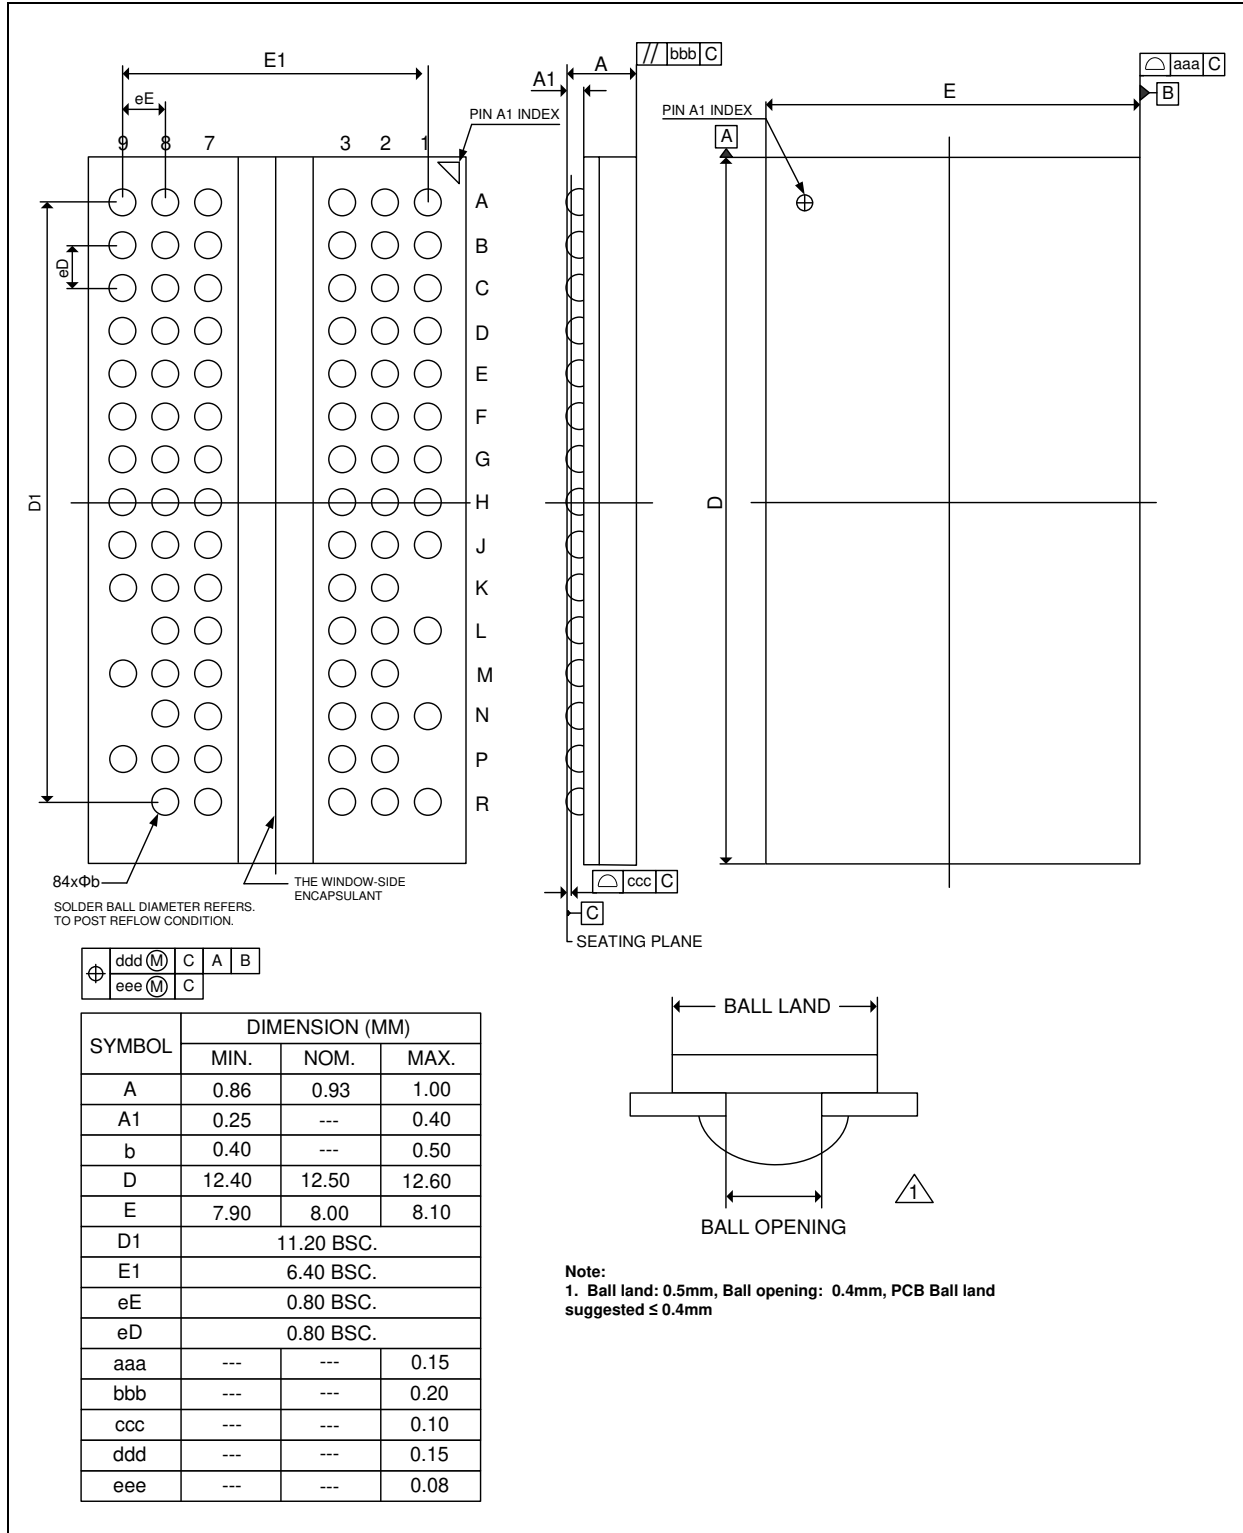 E1
eE
9 8 7 3 2 1
PIN A1 INDEX
A
B
C
D
E
F
G
H
J
K
L
M
N
P
R
eD
D1
84xΦb
SOLDER BALL DIAMETER REFERS.
TO POST REFLOW CONDITION.
THE WINDOW-SIDE
ENCAPSULANT
// bbb C
A
A1
ccc C
C
SEATING PLANE
aaa C
B
E
PIN A1 INDEX
A
D
ddd M C A B
eee M C
SYMBOL DIMENSION (MM)
MIN. NOM. MAX.
A 0.86 0.93 1.00
A1 0.25 --- 0.40
b 0.40 --- 0.50
D 12.40 12.50 12.60
E 7.90 8.00 8.10
D1 11.20 BSC.
E1 6.40 BSC.
eE 0.80 BSC.
eD 0.80 BSC.
aaa --- --- 0.15
bbb --- --- 0.20
ccc --- --- 0.10
ddd --- --- 0.15
eee --- --- 0.08
BALL LAND
1
BALL OPENING
Note:
1. Ball land: 0.5mm, Ball opening: 0.4mm, PCB Ball land
suggested ≤ 0.4mm